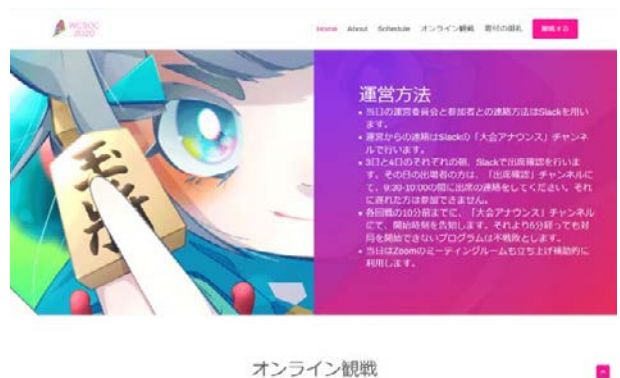 WCSOC
2020
Home About Schedule オンライン観戦 寄付の御礼 観戦する
運営方法
• 当日の運営委員会と参加者との連絡方法はSlackを用い
ます。
• 運営からの連絡はSlackの「大会アナウンス」チャンネ
ルで行います。
• 3日と4日のそれぞれの朝、Slackで出席確認を行いま
す。その日の出場者の方は、「出席確認」チャンネルに
て、9:30-10:00の間に出席の連絡をしてください。それ
に遅れた方は参加できません。
• 各回戦の10分前までに、「大会アナウンス」チャンネル
にて、開始時刻を告知します。それより5分経っても対
局を開始できないプログラムは不戦敗とします。
• 当日はZoomのミーティングルームも立ち上げ補助的に
利用します。
玉将
オンライン観戦